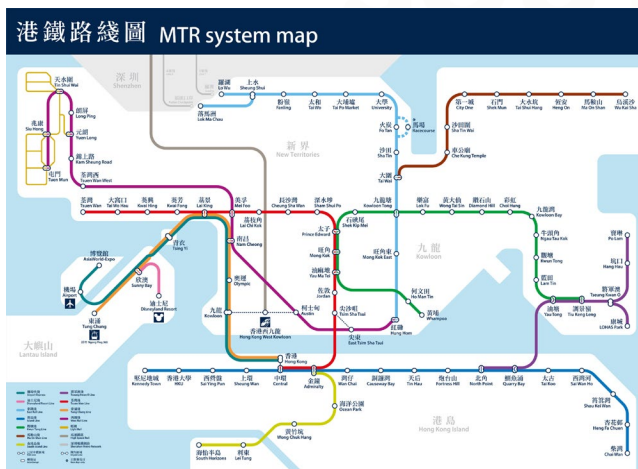 港鐵路綫圖 MTR system map
深圳
Shenzhen
羅湖
Lo Wu
上水
Sheung Shui
落馬洲
Lok Ma Chau
粉嶺
Fanling
太和
Tai Wo
大埔墟
Tai Po Market
大學
University
火炭
Fo Tan
馬場
Racecourse
沙田
Sha Tin
大圍
Tai Wai
第一城
City One
石門
Shek Mun
大水坑
Tai Shui Hang
恆安
Heng On
馬鞍山
Ma On Shan
烏溪沙
Wu Kai Sha
沙田圍
Sha Tin Wai
車公廟
Che Kung Temple
天水圍
Tin Shui Wai
朗屏
Long Ping
兆康
Siu Hong
元朗
Yuen Long
屯門
Tuen Mun
錦上路
Kam Sheung Road
荃灣西
Tsuen Wan West
新界
New Territories
荃灣
Tsuen Wan
大窩口
Tai Wo Hau
葵興
Kwai Hing
葵芳
Kwai Fong
荔景
Lai King
美孚
Mei Foo
荔枝角
Lai Chi Kok
長沙灣
Cheung Sha Wan
深水埗
Sham Shui Po
九龍塘
Kowloon Tong
樂富
Lok Fu
黃大仙
Wong Tai Sin
鑽石山
Diamond Hill
彩虹
Choi Hung
九龍灣
Kowloon Bay
牛頭角
Ngau Tau Kok
觀塘
Kwun Tong
藍田
Lam Tin
油塘
Yau Tong
調景嶺
Tiu Keng Leng
將軍澳
Tseung Kwan O
坑口
Hang Hau
寶琳
Po Lam
康城
LOHAS Park
石硤尾
Shek Kip Mei
太子
Prince Edward
旺角
Mong Kok
旺角東
Mong Kok East
油麻地
Yau Ma Tei
何文田
Ho Man Tin
黃埔
Whampoa
九龍
Kowloon
佐敦
Jordan
尖沙咀
Tsim Sha Tsui
尖東
East Tsim Sha Tsui
紅磡
Hung Hom
柯士甸
Austin
南昌
Nam Cheong
奧運
Olympic
九龍
Kowloon
香港西九龍
Hong Kong West Kowloon
青衣
Tsing Yi
博覽館
AsiaWorld-Expo
機場
Airport
欣澳
Sunny Bay
迪士尼
Disneyland Resort
東涌
Tung Chung
大嶼山
Lantau Island
香港
Hong Kong
堅尼地城
Kennedy Town
香港大學
HKU
西營盤
Sai Ying Pun
上環
Sheung Wan
中環
Central
金鐘
Admiralty
灣仔
Wan Chai
銅鑼灣
Causeway Bay
天后
Tin Hau
炮台山
Fortress Hill
北角
North Point
鰂魚涌
Quarry Bay
太古
Tai Koo
西灣河
Sai Wan Ho
筲箕灣
Shau Kei Wan
杏花邨
Heng Fa Chuen
柴灣
Chai Wan
海洋公園
Ocean Park
黃竹坑
Wong Chuk Hang
利東
Lei Tung
海怡半島
South Horizons
港島
Hong Kong Island